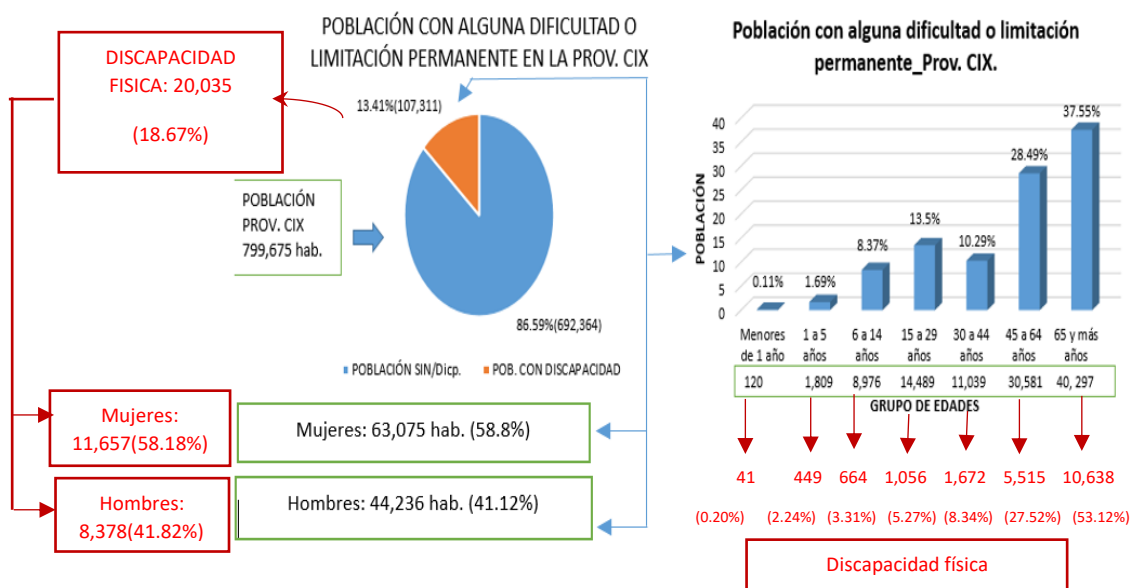 DISCAPACIDAD
FISICA: 20,035
(18.67%)
POBLACIÓN CON ALGUNA DIFICULTAD O
LIMITACIÓN PERMANENTE EN LA PROV. CIX
13.41%(107,311)
POBLACIÓN
PROV. CIX
799,675 hab.
86.59%(692,364)
POBLACIÓN SIN/Dicp.
POB. CON DISCAPACIDAD
Mujeres:
11,657(58.18%)
Mujeres: 63,075 hab. (58.8%)
Hombres:
8,378(41.82%)
Hombres: 44,236 hab. (41.12%)
Población con alguna dificultad o limitación
permanente_Prov. CIX.
POBLACIÓN
40
35
30
25
20
15
10
5
0
0.11%
1.69%
8.37%
13.5%
10.29%
28.49%
37.55%
Menores de 1 año
1 a 5 años
6 a 14 años
15 a 29 años
30 a 44 años
45 a 64 años
65 y más años
120 1,809 8,976 14,489 11,039 30,581 40, 297
GRUPO DE EDADES
41 449 664 1,056 1,672 5,515 10,638
(0.20%) (2.24%) (3.31%) (5.27%) (8.34%) (27.52%) (53.12%)
Discapacidad física